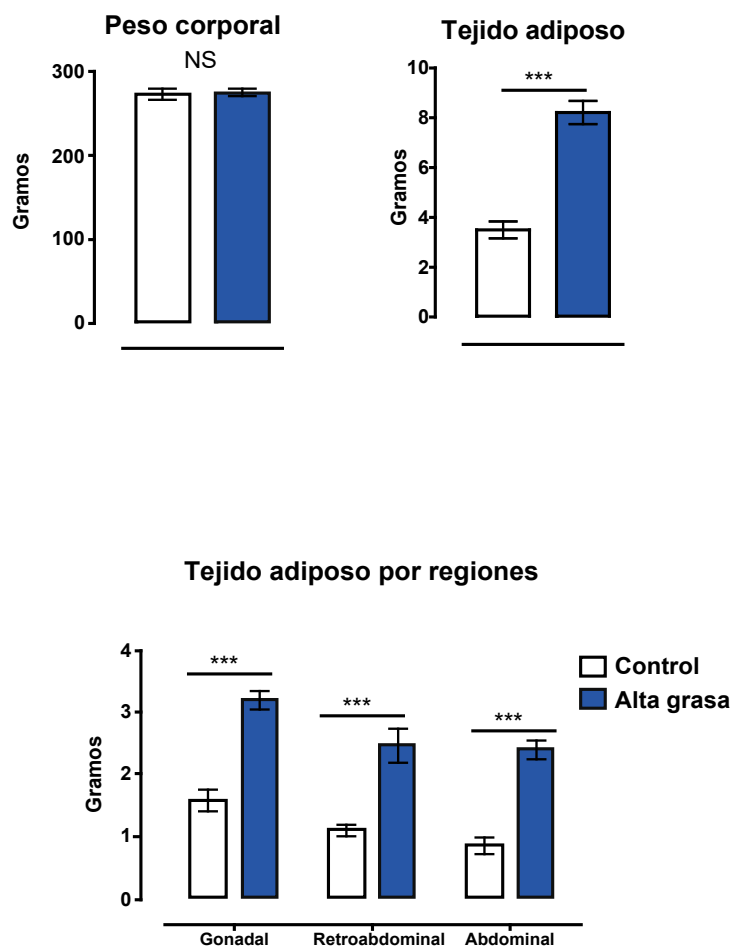 Peso corporal
NS
Gramos
300
200
100
0
Tejido adiposo
***
Gramos
10
8
6
4
2
0
Tejido adiposo por regiones
Gramos
4
3
2
1
0
***
***
***
Control
Alta grasa
Gonadal
Retroabdominal
Abdominal